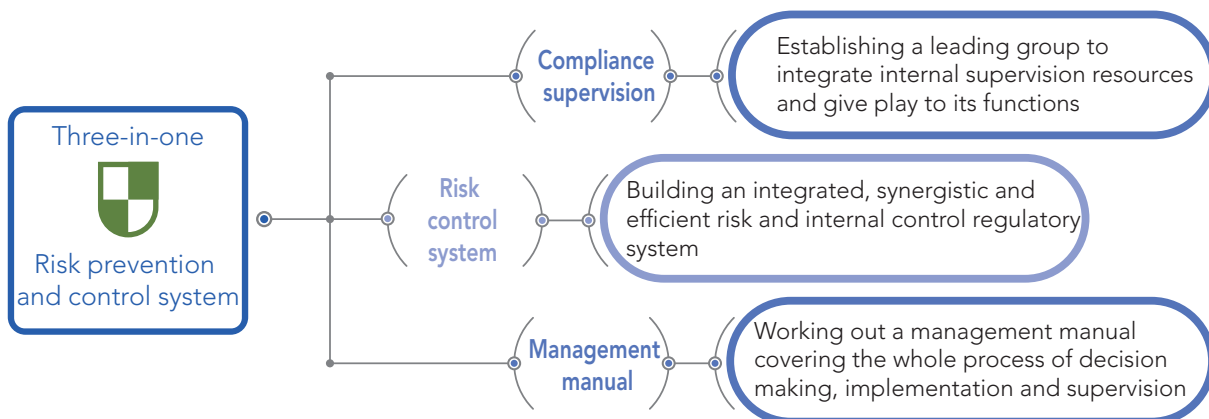 Three-in-one
Risk prevention
and control system
Compliance
supervision
Establishing a leading group to
integrate internal supervision resources
and give play to its functions
Risk
control
system
Building an integrated, synergistic and
efficient risk and internal control regulatory
system
Management
manual
Working out a management manual
covering the whole process of decision
making, implementation and supervision